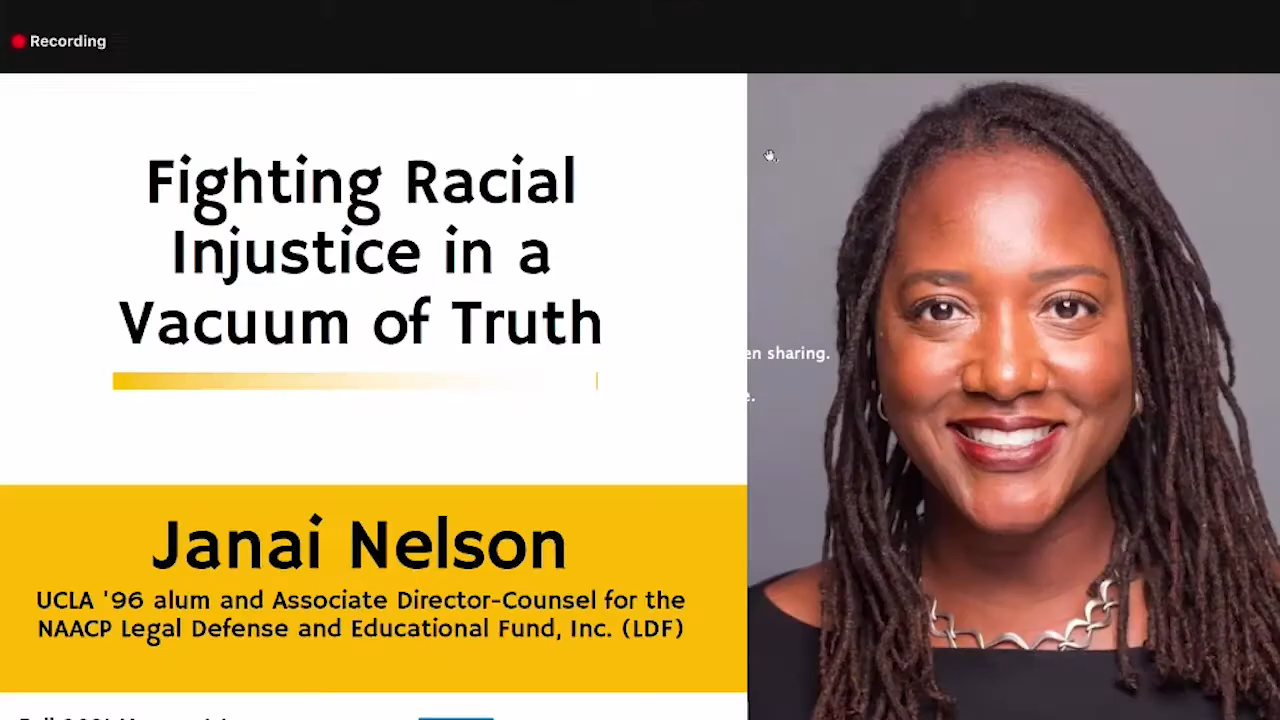 Recording
Fighting Racial
Injustice in a
Vacuum of Truth
en sharing.
e.
Janai Nelson
UCLA '96 alum and Associate Director-Counsel for the
NAACP Legal Defense and Educational Fund, Inc. (LDF)